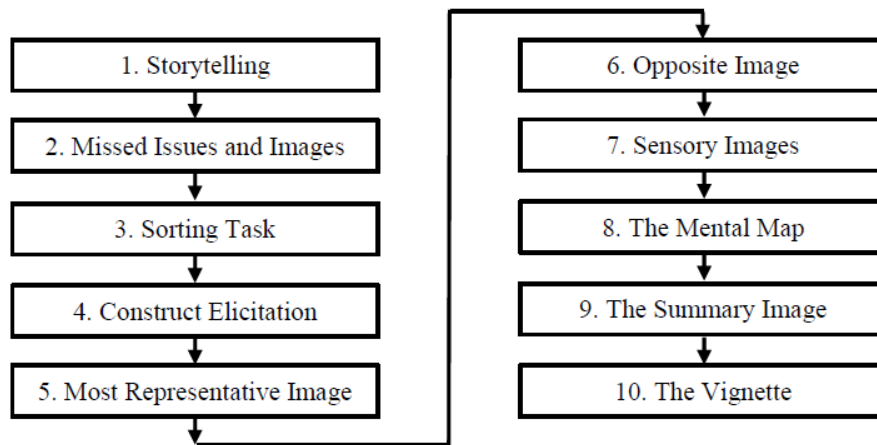 1. Storytelling
2. Missed Issues and Images
3. Sorting Task
4. Construct Elicitation
5. Most Representative Image
6. Opposite Image
7. Sensory Images
8. The Mental Map
9. The Summary Image
10. The Vignette